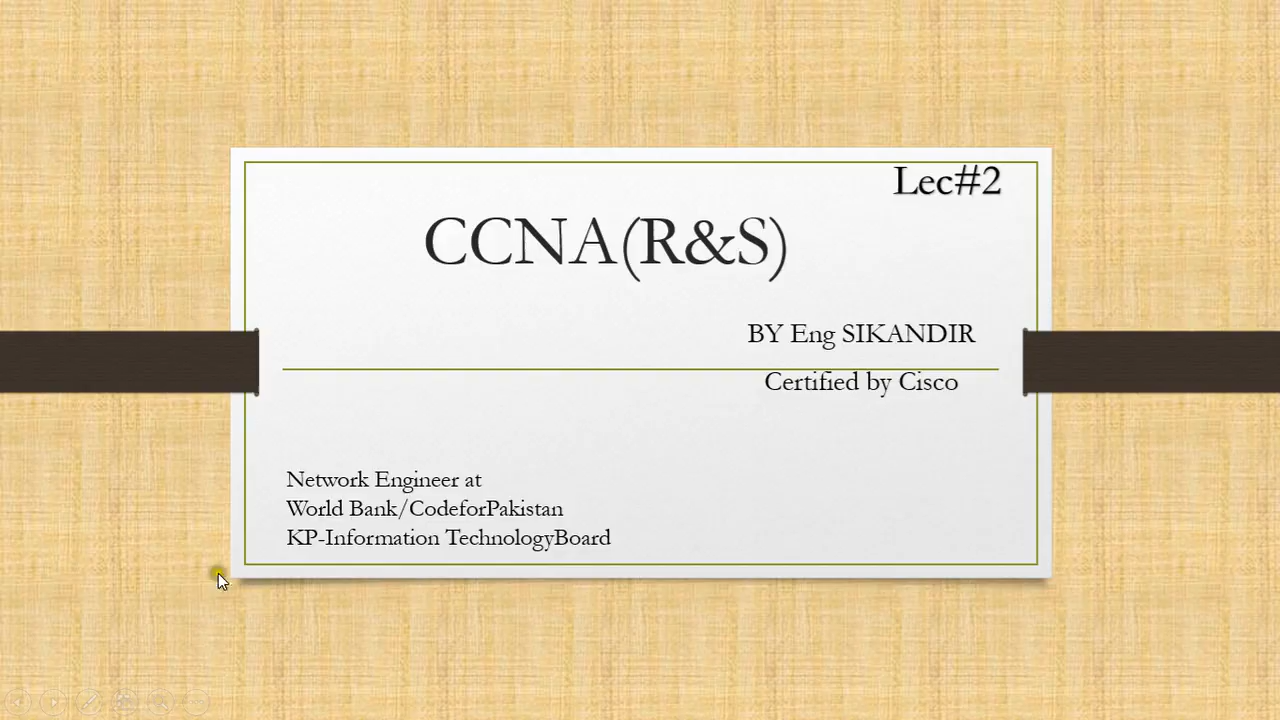 Lec#2
CCNA(R&S)
BY Eng SIKANDIR
Certified by Cisco
Network Engineer at
World Bank/CodeforPakistan
KP-Information TechnologyBoard